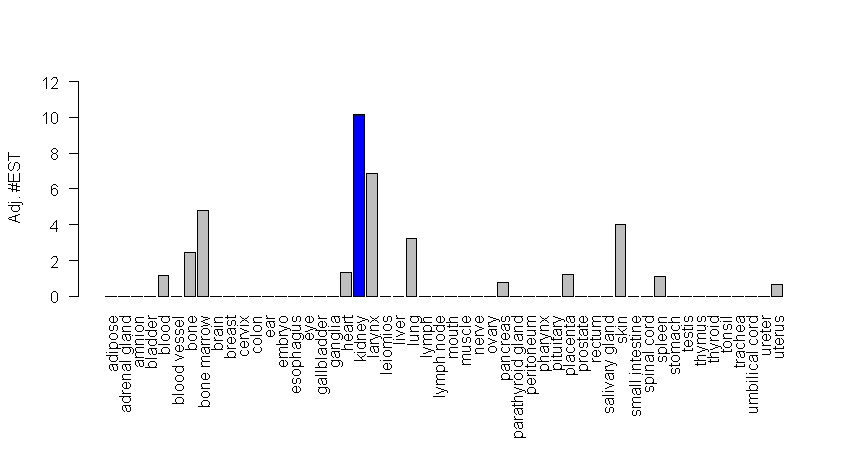 12
10
8
6
4
2
0
Adj. #EST
adipose
adrenal gland
amnion
bladder
blood
blood vessel
bone
bone marrow
brain
breast
cervix
colon
ear
embryo
esophagus
eye
gallbladder
ganglia
heart
kidney
larynx
leiomios
liver
lung
lymph
lymph node
mouth
muscle
nerve
ovary
pancreas
parathyroid gland
peritoneum
pharynx
pituitary
placenta
prostate
rectum
salivary gland
skin
small intestine
spinal cord
spleen
stomach
testis
thymus
thyroid
tonsil
trachea
umbilical cord
ureter
uterus